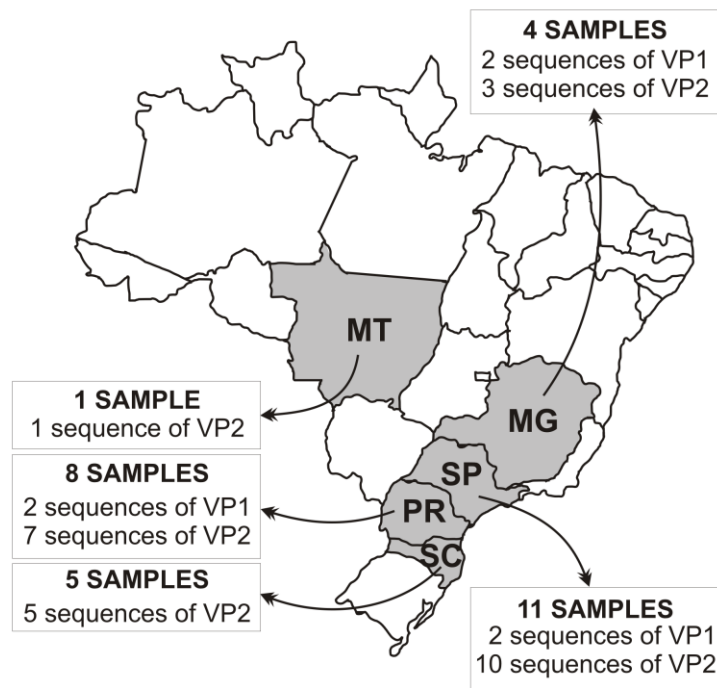 4 SAMPLES
2 sequences of VP1
3 sequences of VP2
MT
1 SAMPLE
1 sequence of VP2
MG
8 SAMPLES
2 sequences of VP1
7 sequences of VP2
SP
PR
SC
5 SAMPLES
5 sequences of VP2
11 SAMPLES
2 sequences of VP1
10 sequences of VP2